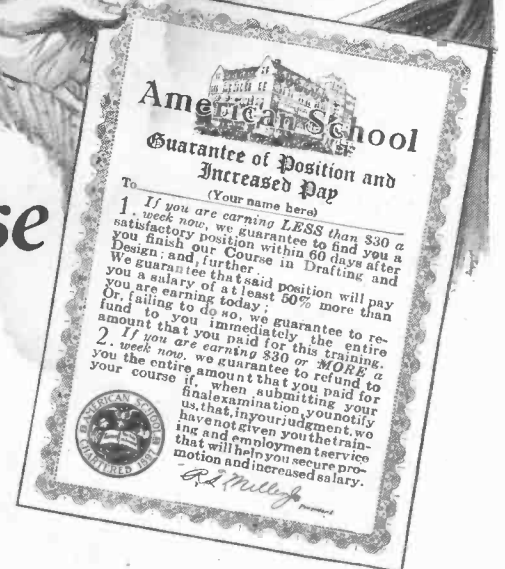 se
American School
Guarantee of Position and
Increased Pay
To
(Your name here)
1. If you are earning LESS than $30 a
week now, we guarantee to find you a
satisfactory position within 60 days after
you finish our Course in Drafting and
Design; and, further
We guarantee that said position will pay
you a salary of at least 50% more than
you are earning today;
Or, failing to do so, we guarantee to re-
fund to you immediately the entire
amount that you paid for this training.
2. If you are earning $30 or MORE a
week now, we guarantee to refund to
you the entire amount that you paid for
your course if, when submitting your
final examination, you notify
us, that, in your judgment, we
have not given you the train-
ing and employment service
that will help you secure pro-
motion and increased salary.
AMERICAN SCHOOL
CHARTERED 1897
President